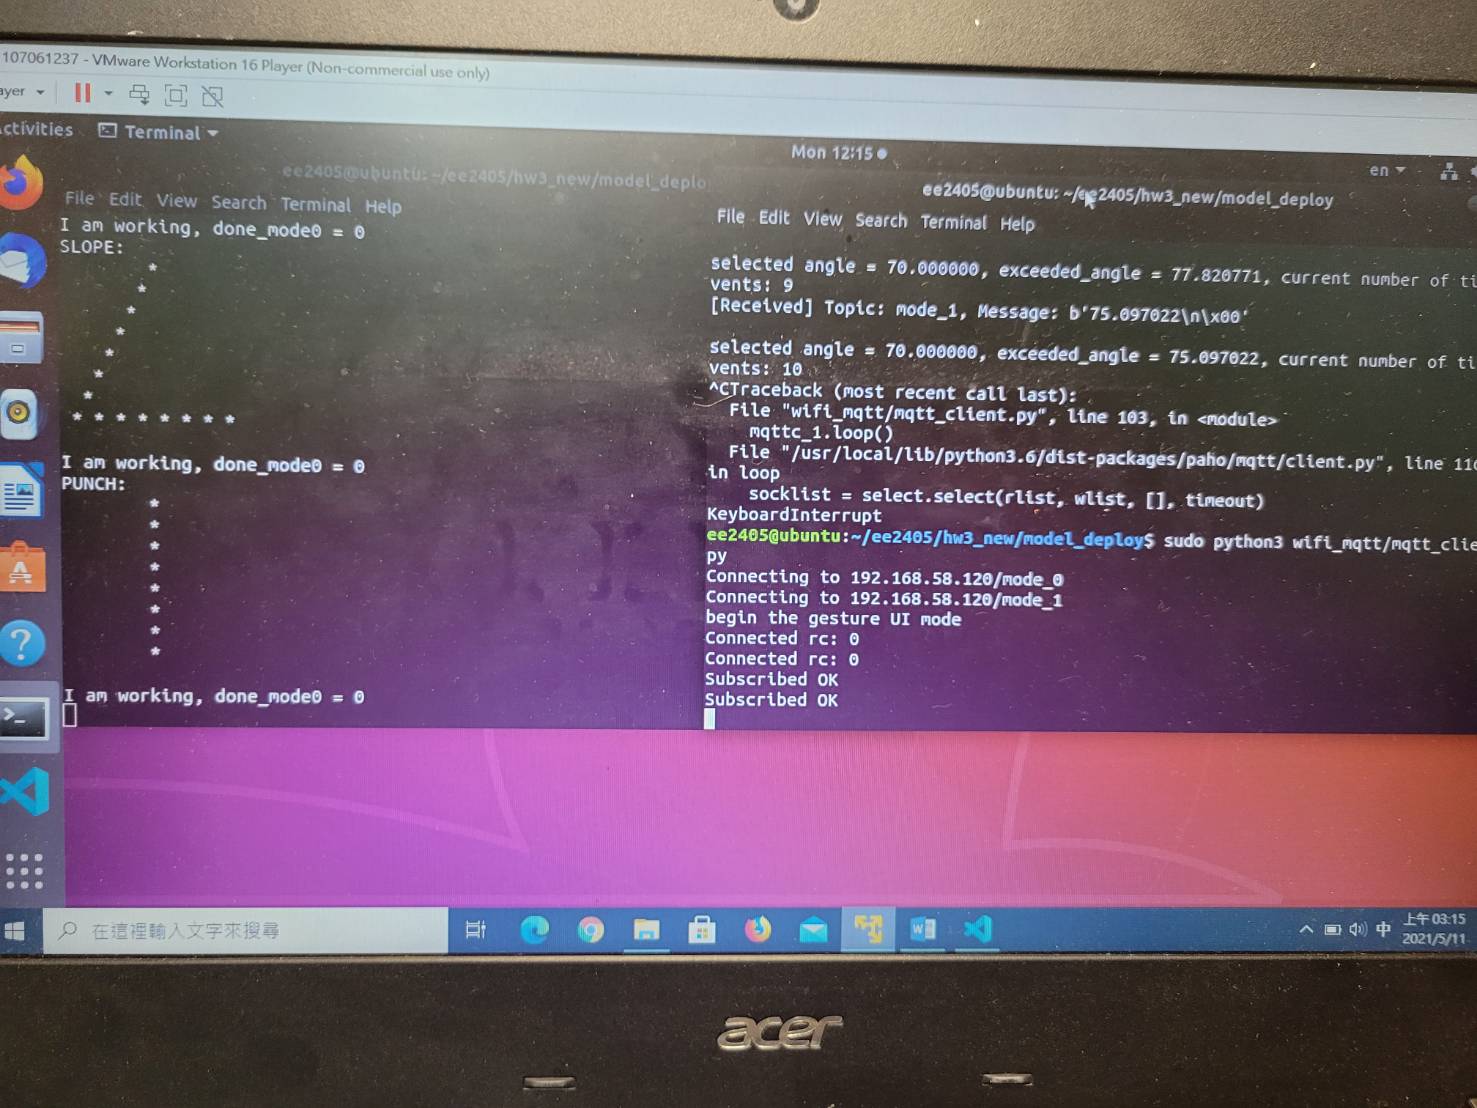 107061237 - VMware Workstation 16 Player (Non-commercial use only)
ayer
ctivities Terminal
Mon 12:15
en
ee2405@ubuntu: ~/ee2405/hw3_new/model_deplo
File Edit View Search Terminal Help
I am working, done_mode0 = 0
SLOPE:
*
*
*
*
*
*
*
* * * * * * * *
I am working, done_mode0 = 0
PUNCH:
*
*
*
*
*
*
*
*
I am working, done_mode0 = 0
ee2405@ubuntu: ~/ee2405/hw3_new/model_deploy
File Edit View Search Terminal Help
selected angle = 70.000000, exceeded_angle = 77.820771, current number of ti
vents: 9
[Received] Topic: mode_1, Message: b'75.097022\n\x00'
selected angle = 70.000000, exceeded_angle = 75.097022, current number of ti
vents: 10
^CTraceback (most recent call last):
File "wifi_mqtt/mqtt_client.py", line 103, in <module>
mqttc_1.loop()
File "/usr/local/lib/python3.6/dist-packages/paho/mqtt/client.py", line 116
in loop
socklist = select.select(rlist, wlist, [], timeout)
KeyboardInterrupt
ee2405@ubuntu:~/ee2405/hw3_new/model_deploy$ sudo python3 wifi_mqtt/mqtt_clie
py
Connecting to 192.168.58.120/mode_0
Connecting to 192.168.58.120/mode_1
begin the gesture UI mode
Connected rc: 0
Connected rc: 0
Subscribed OK
Subscribed OK
在這裡輸入文字來搜尋
中
上午 03:15
2021/5/11
acer